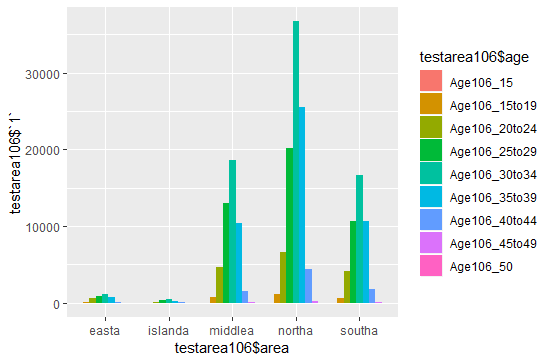 30000
20000
10000
0
testarea106$`1`
easta islanda middlea northa southa
testarea106$area
testarea106$age
Age106_15
Age106_15to19
Age106_20to24
Age106_25to29
Age106_30to34
Age106_35to39
Age106_40to44
Age106_45to49
Age106_50